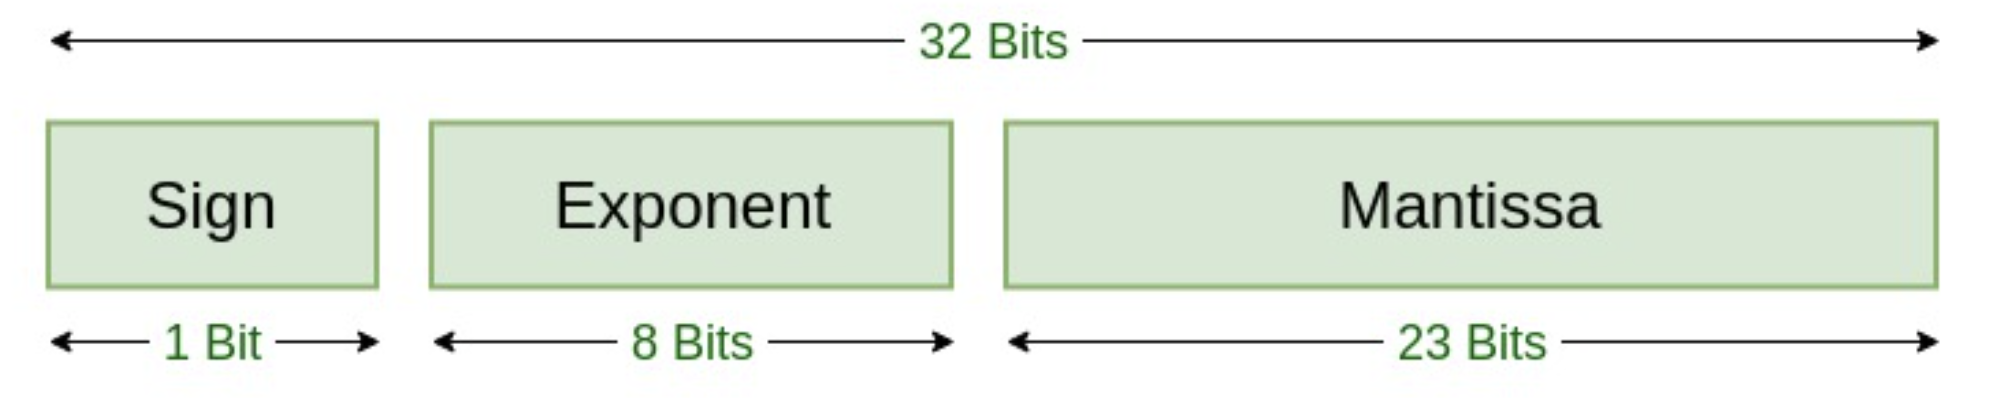 32 Bits
Sign Exponent Mantissa
1 Bit 8 Bits 23 Bits